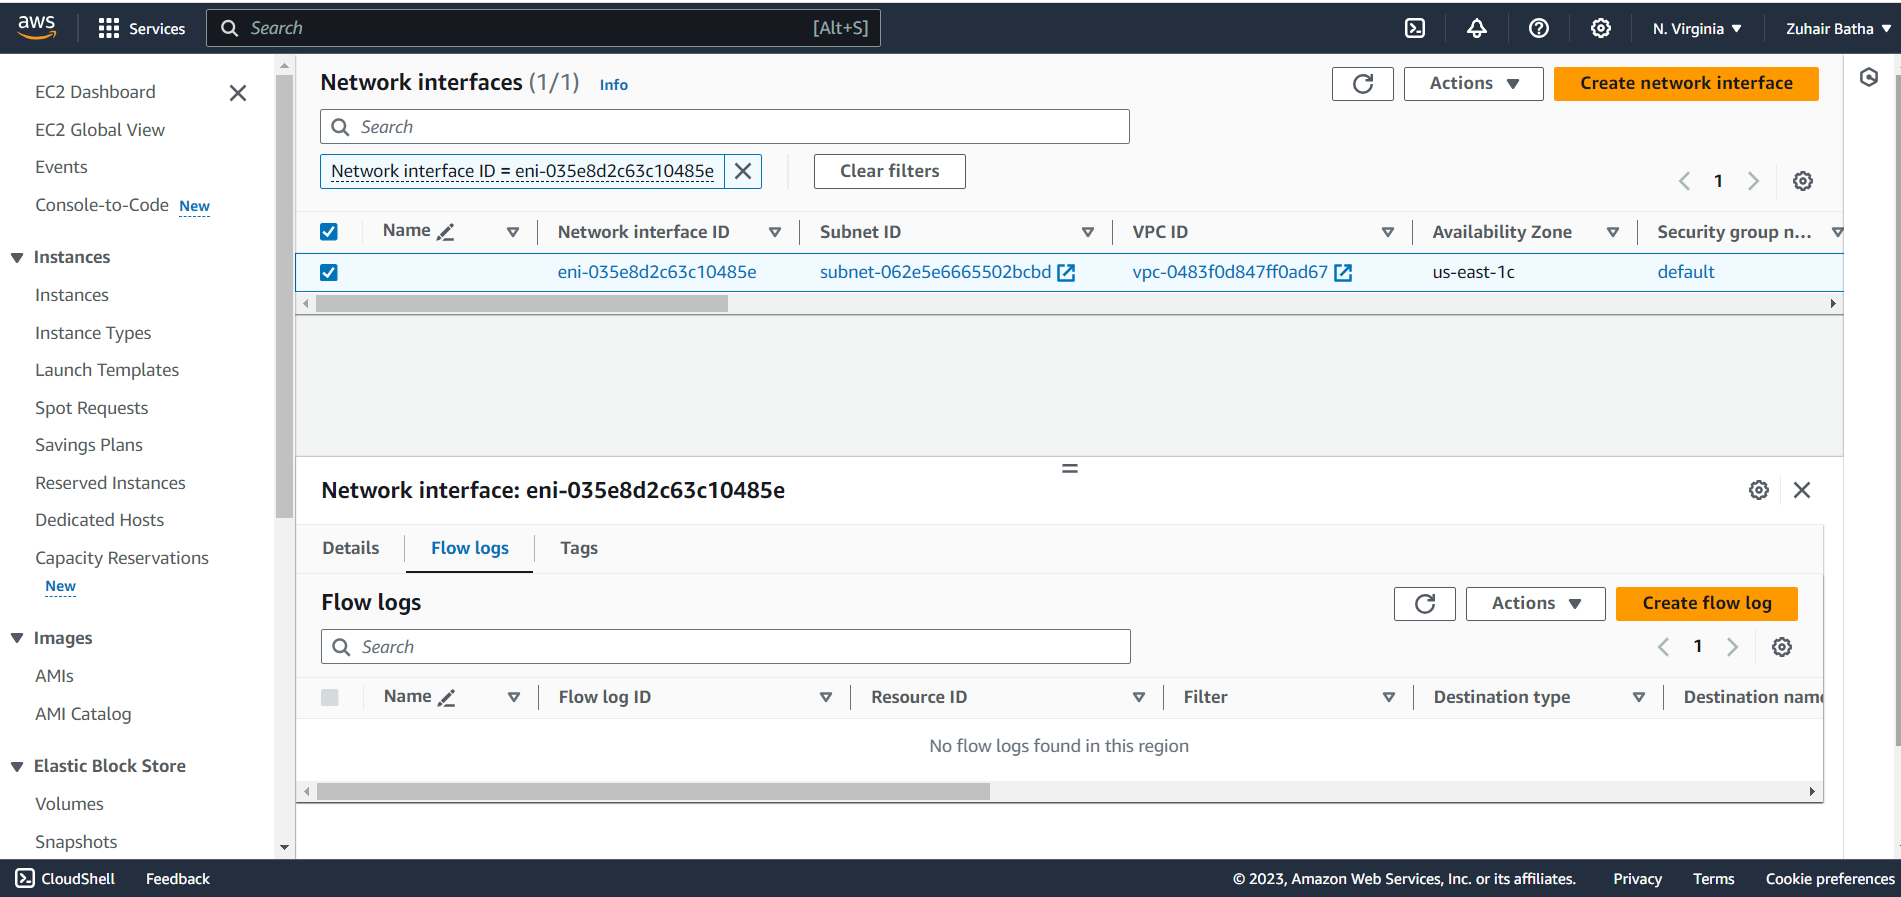 aws
Services
Search
[Alt+S]
N. Virginia
Zuhair Batha
EC2 Dashboard
EC2 Global View
Events
Console-to-Code New
Instances
Instances
Instance Types
Launch Templates
Spot Requests
Savings Plans
Reserved Instances
Dedicated Hosts
Capacity Reservations
New
Images
AMIs
AMI Catalog
Elastic Block Store
Volumes
Snapshots
Network interfaces (1/1) Info
Actions
Create network interface
Search
Network interface ID = eni-035e8d2c63c10485e
Clear filters
1
Name
Network interface ID
Subnet ID
VPC ID
Availability Zone
Security group n...
eni-035e8d2c63c10485e
subnet-062e5e6665502bcbd
vpc-0483f0d847ff0ad67
us-east-1c
default
Network interface: eni-035e8d2c63c10485e
Details
Flow logs
Tags
Flow logs
Actions
Create flow log
Search
1
Name
Flow log ID
Resource ID
Filter
Destination type
Destination name
No flow logs found in this region
CloudShell
Feedback
© 2023, Amazon Web Services, Inc. or its affiliates.
Privacy
Terms
Cookie preferences